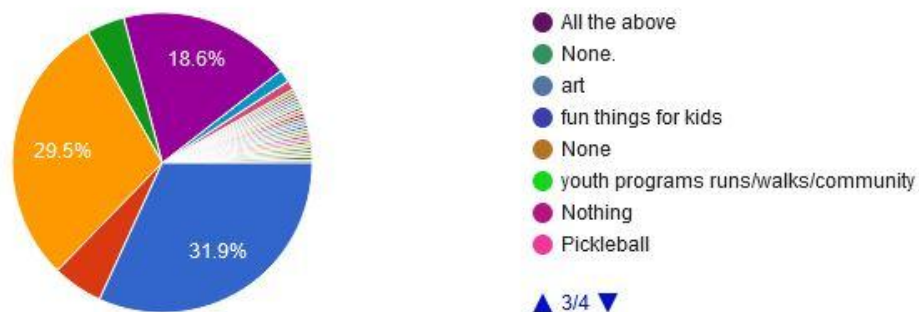 18.6%
29.5%
31.9%
All the above
None.
art
fun things for kids
None
youth programs runs/walks/community
Nothing
Pickleball
▲ 3/4 ▼